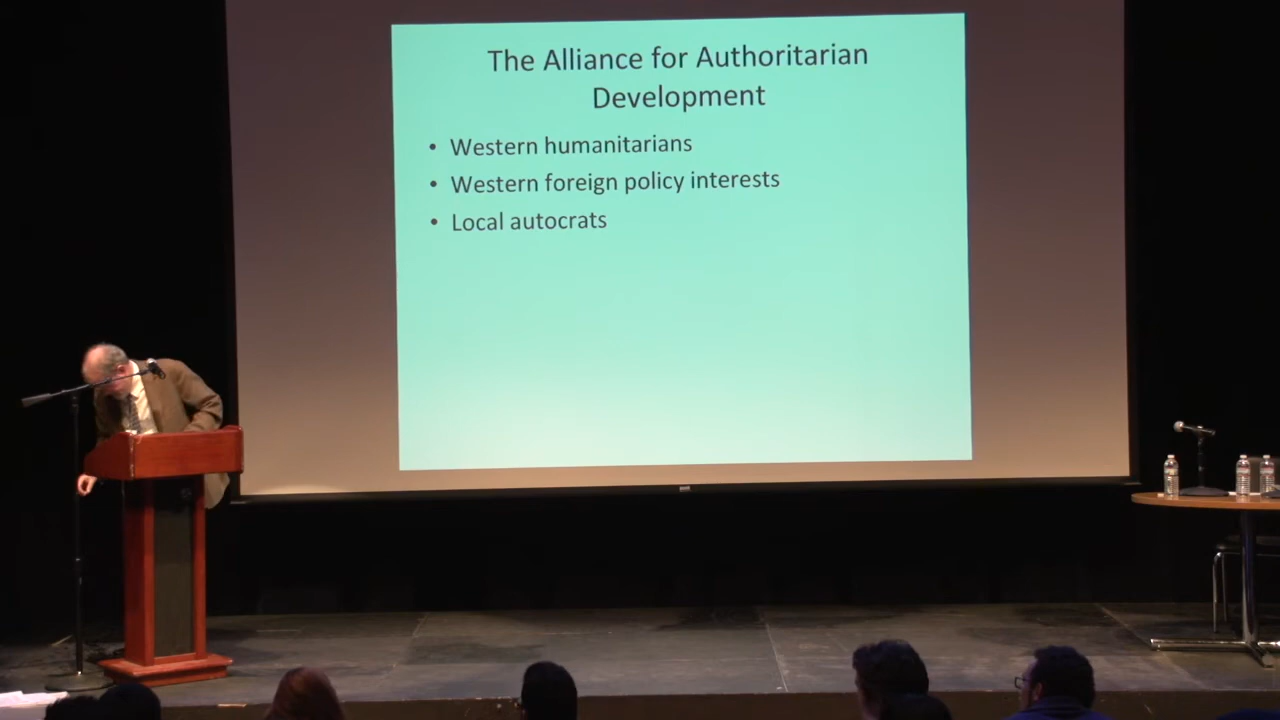 The Alliance for Authoritarian
Development
• Western humanitarians
• Western foreign policy interests
• Local autocrats